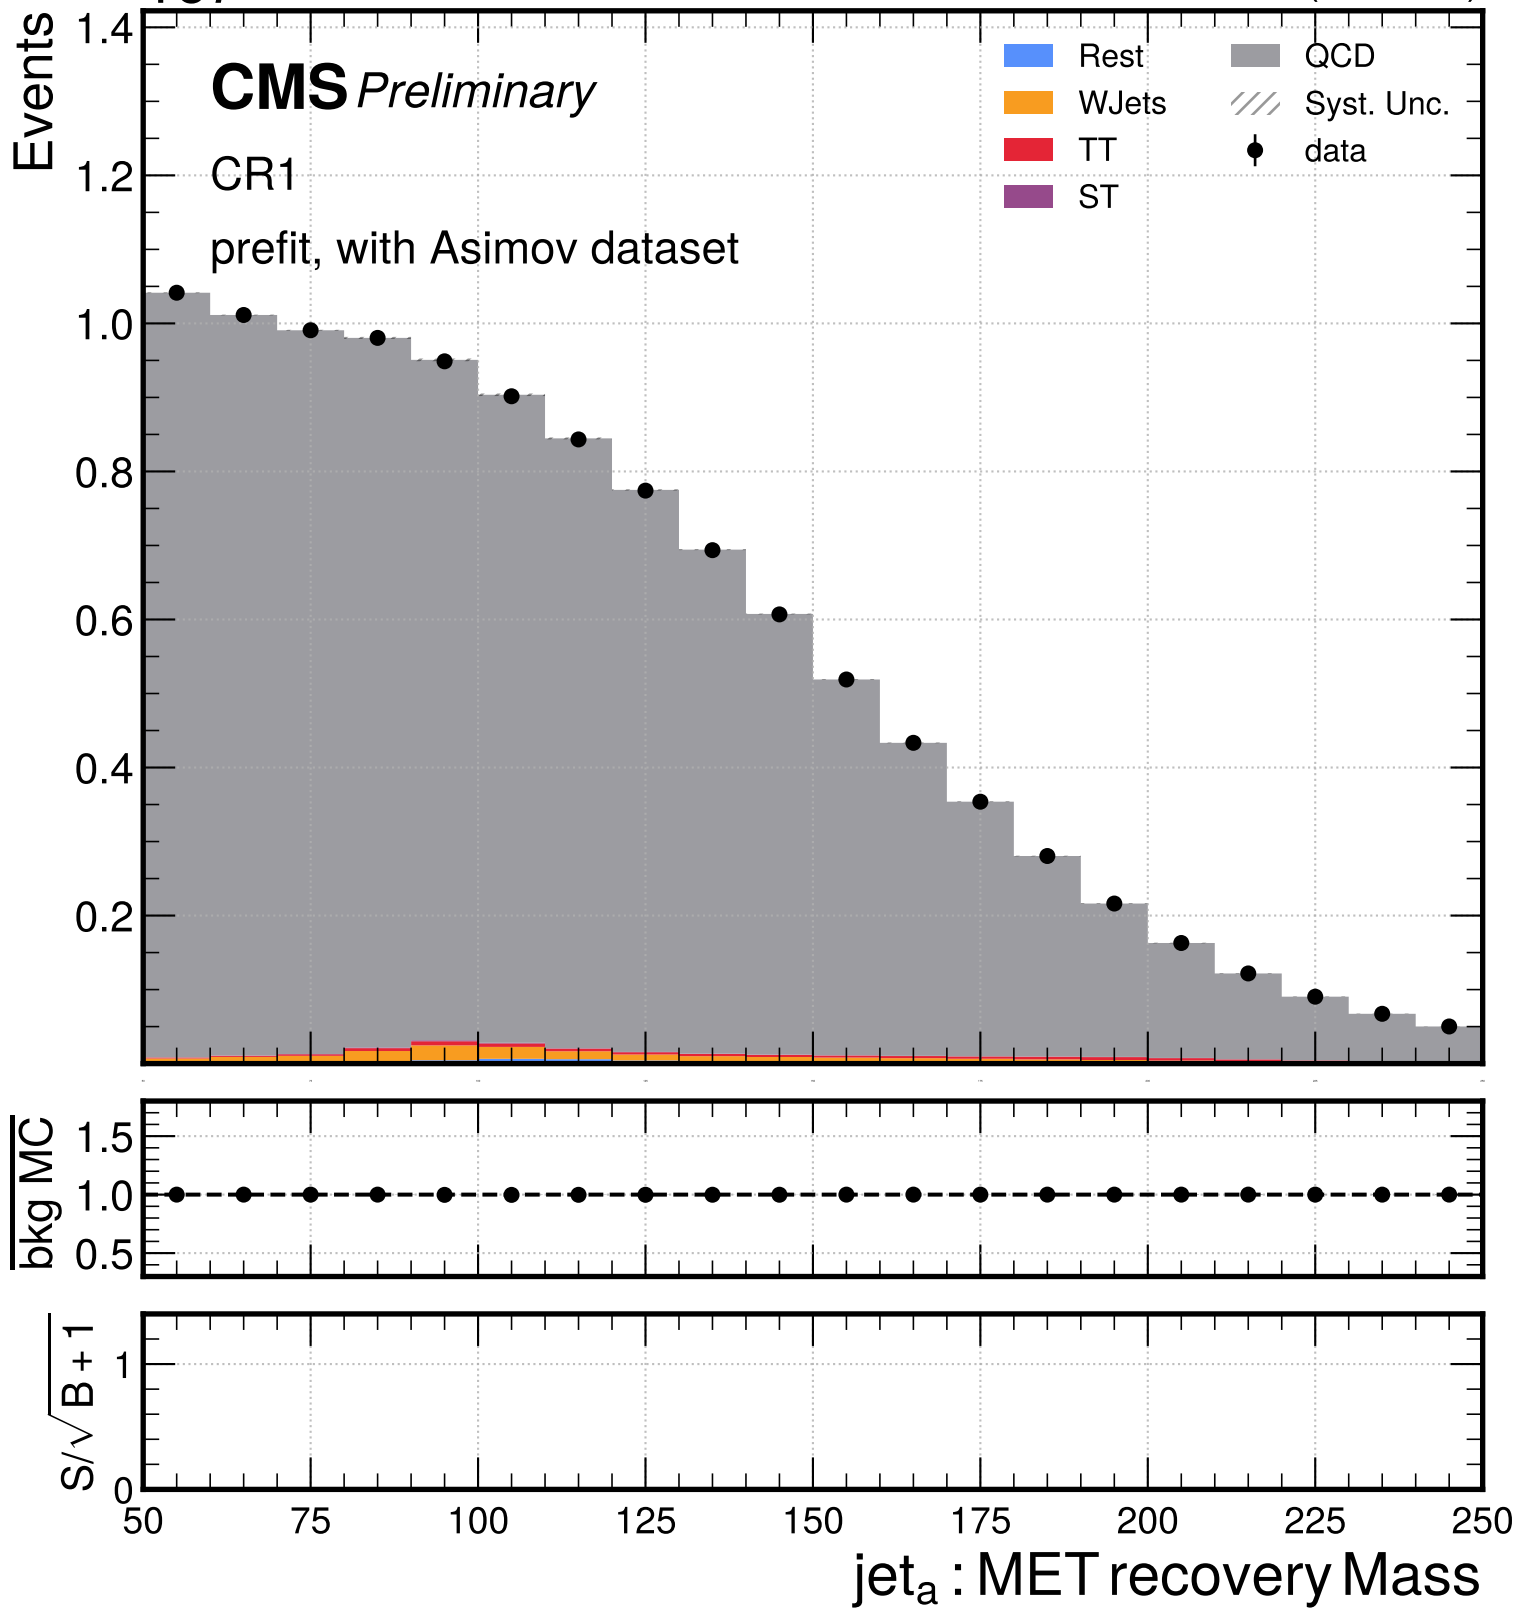 Events
1.4
1.2
1.0
0.8
0.6
0.4
0.2
CMS Preliminary
CR1
prefit, with Asimov dataset
Rest
WJets
TT
ST
QCD
Syst. Unc.
data
bkg MC
1.5
1.0
0.5
S/√B + 1
1
0
50 75 100 125 150 175 200 225 250
jetₐ : MET recovery Mass